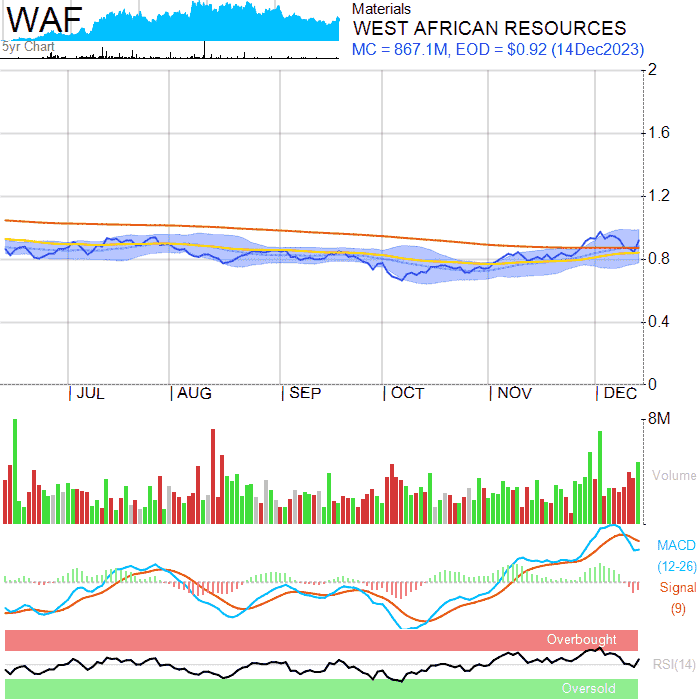 WAF
5yr Chart
Materials
WEST AFRICAN RESOURCES
MC = 867.1M, EOD = $0.92 (14Dec2023)
2
1.6
1.2
0.8
0.4
0
JUL AUG SEP OCT NOV DEC
8M
Volume
MACD
(12-26)
Signal
(9)
Overbought
RSI(14)
Oversold